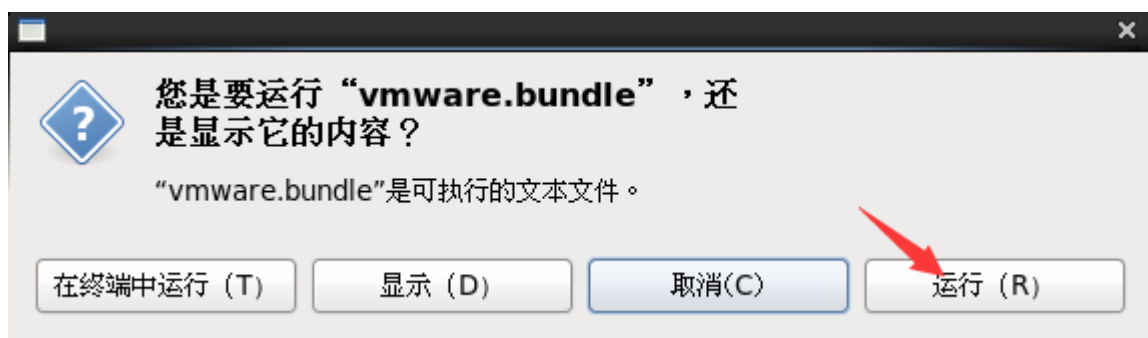 您是要运行“vmware.bundle”，还
是显示它的内容？
“vmware.bundle”是可执行的文本文件。
在终端中运行 (T) 显示 (D) 取消(C) 运行 (R)